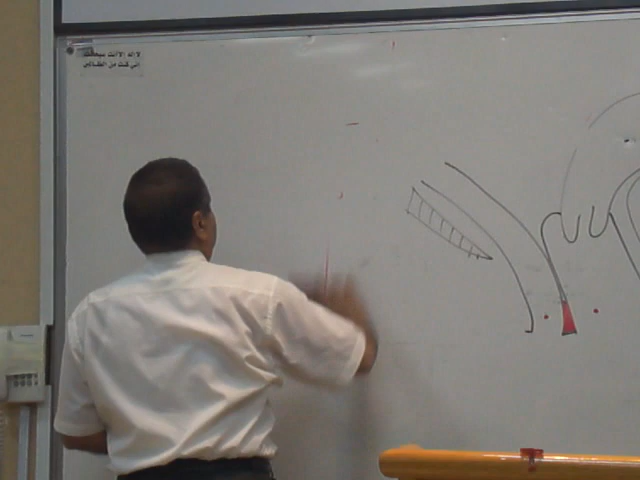 لا إله إلا أنت سبحانك
إني كنت من الظالمين